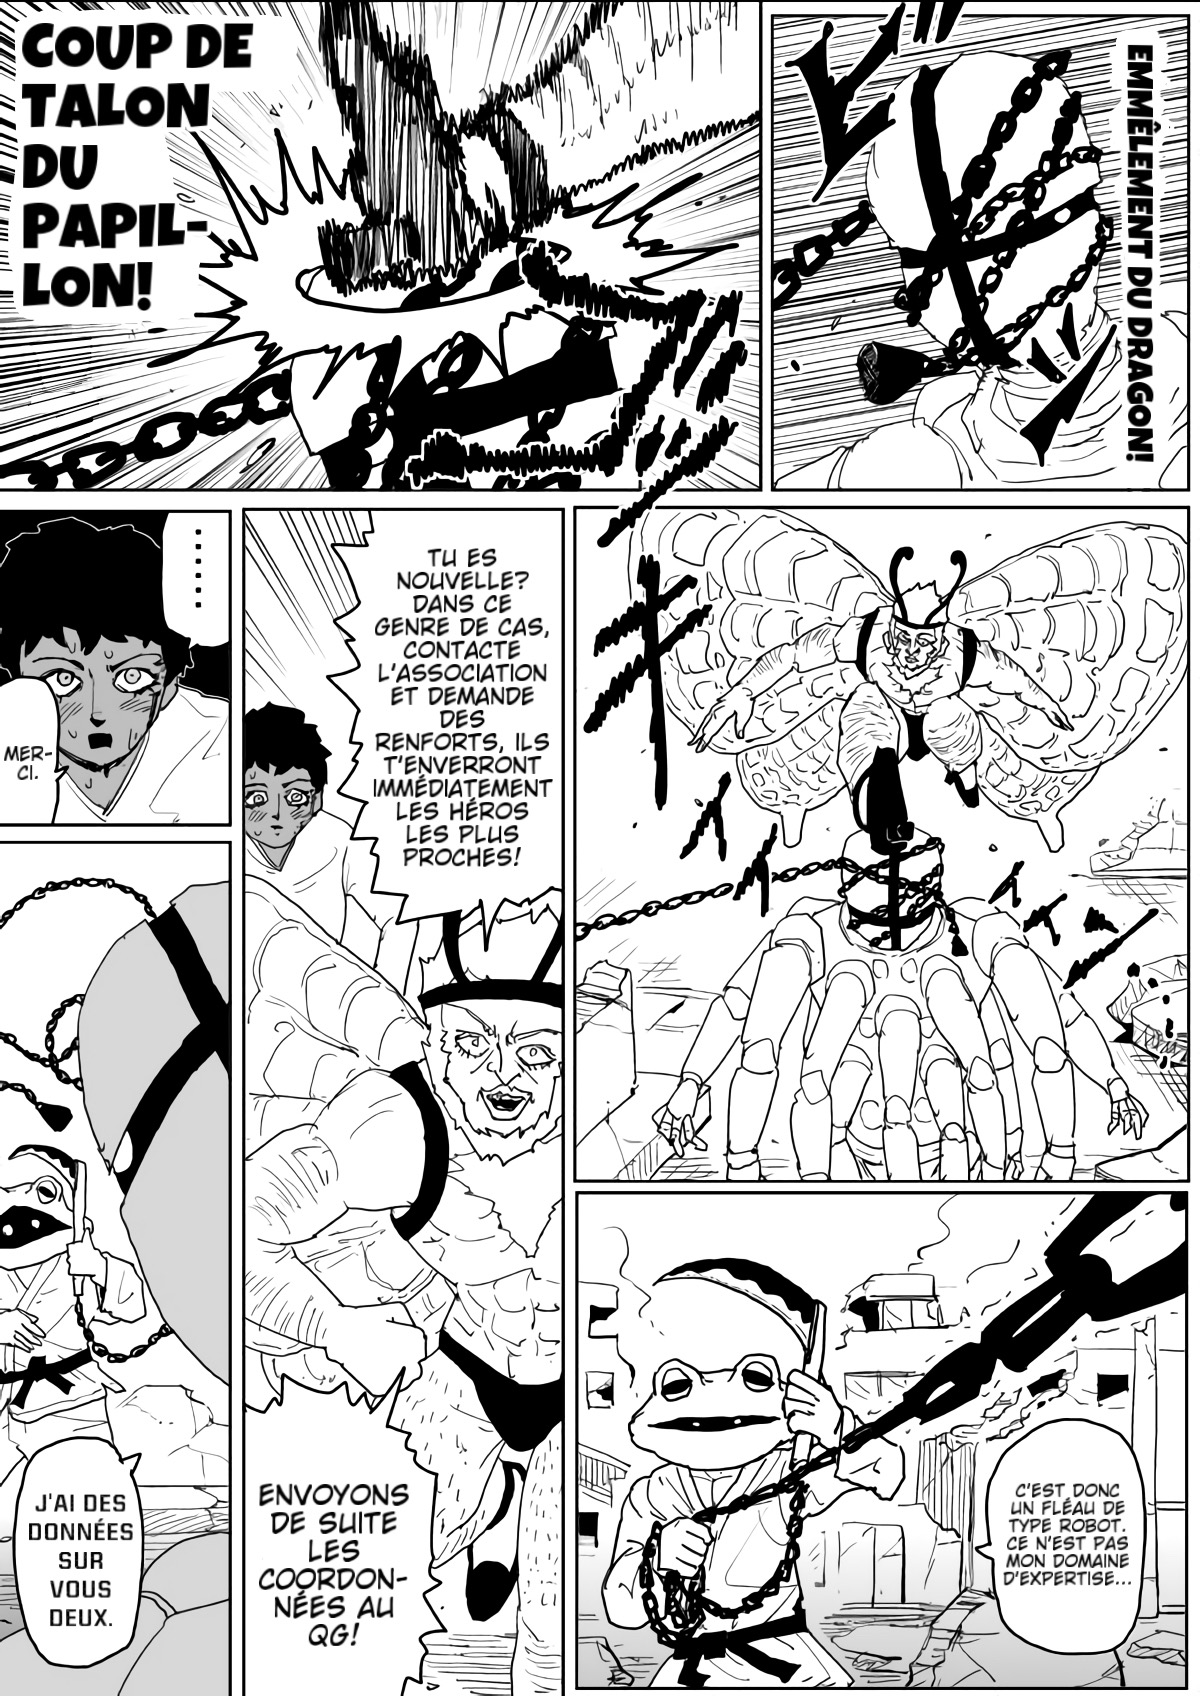 EMMÊLEMENT DU DRAGON!
COUP DE
TALON
DU
PAPIL-
LON!
TU ES
NOUVELLE?
DANS CE
GENRE DE CAS,
CONTACTE
L'ASSOCIATION
ET DEMANDE
DES
RENFORTS, ILS
T'ENVERRONT
IMMÉDIATEMENT
LES HÉROS
LES PLUS
PROCHES!
ENVOYONS
DE SUITE
LES
COORDON-
NÉES AU
QG!
......
MER-
CI.
C'EST DONC
UN FLÉAU DE
TYPE ROBOT.
CE N'EST PAS
MON DOMAINE
D'EXPERTISE...
J'AI DES
DONNÉES
SUR
VOUS
DEUX.